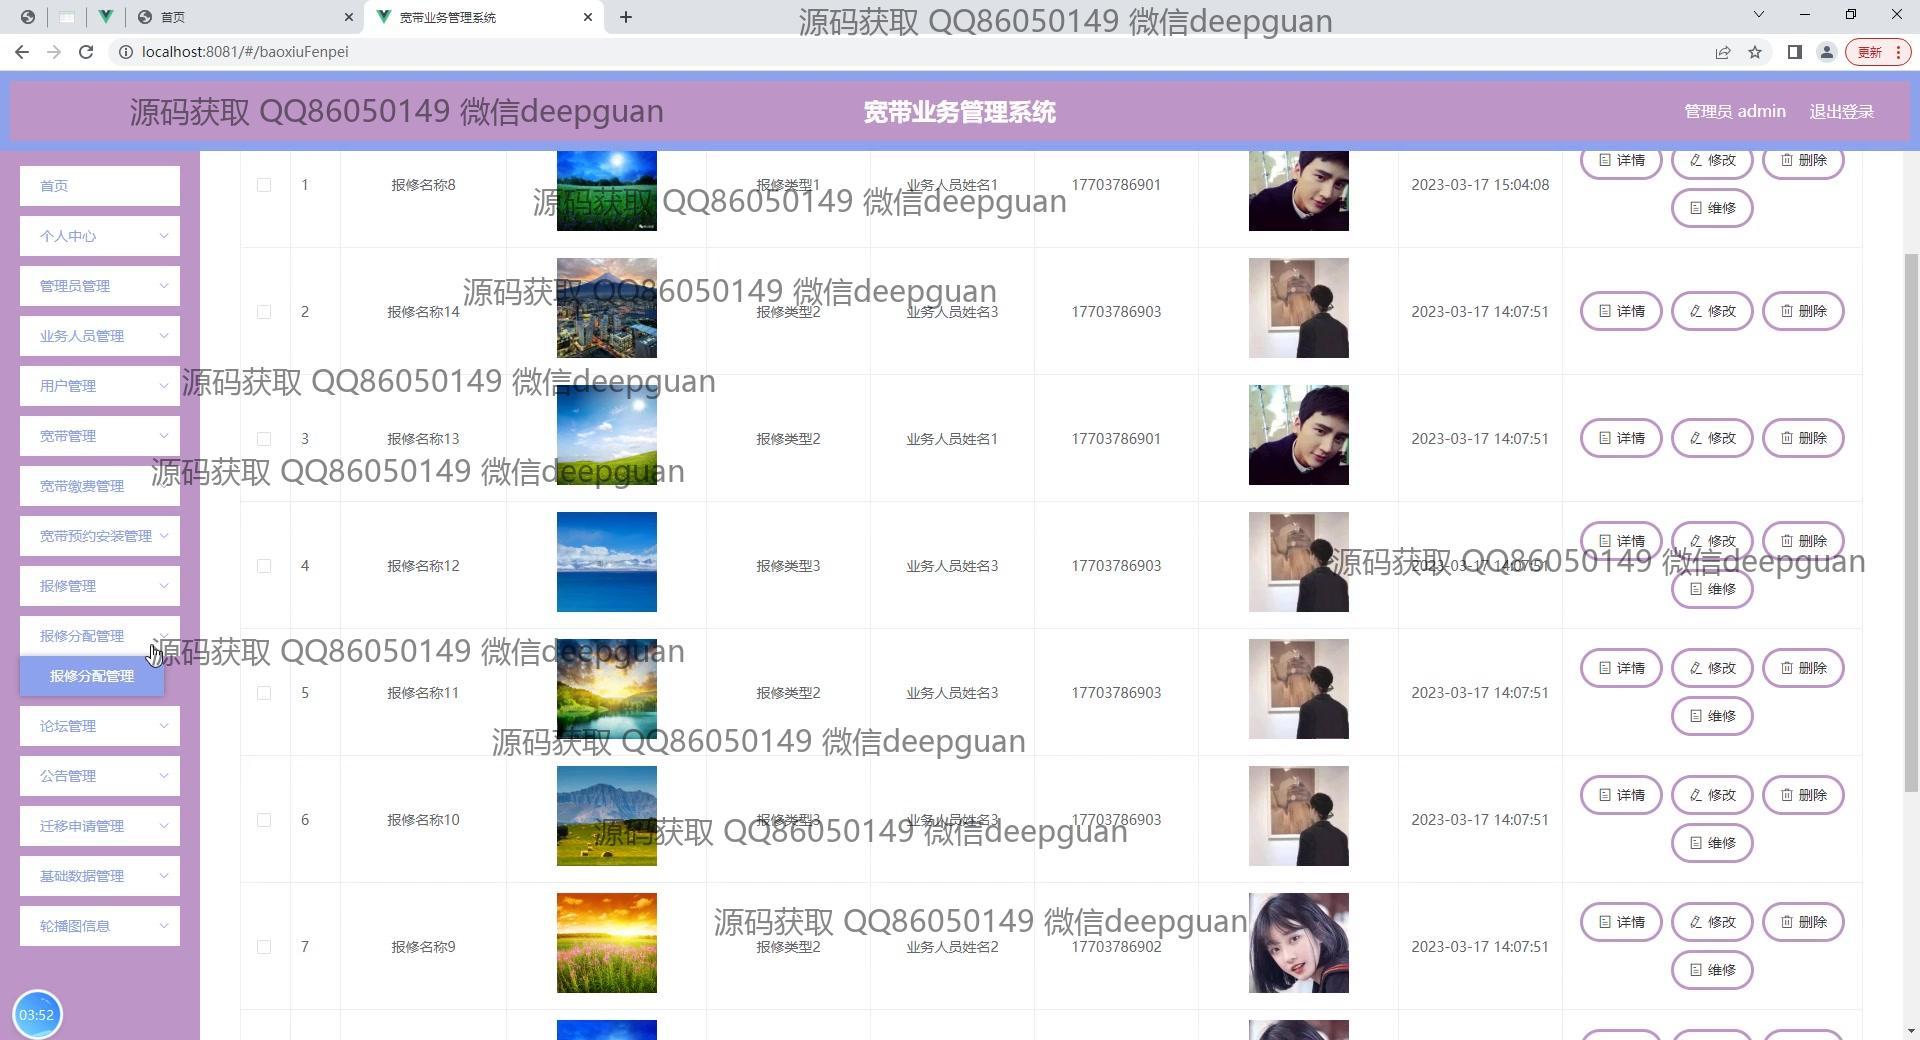 首页
宽带业务管理系统
源码获取 QQ86050149 微信deepguan
localhost:8081/#/baoxiuFenpei
更新
源码获取 QQ86050149 微信deepguan
宽带业务管理系统
管理员 admin
退出登录
首页
个人中心
管理员管理
业务人员管理
用户管理
宽带管理
宽带缴费管理
宽带预约安装管理
报修管理
报修分配管理
报修分配管理
论坛管理
公告管理
迁移申请管理
基础数据管理
轮播图信息
03:52
1 报修名称8 报修类型1 业务人员姓名1 17703786901 2023-03-17 15:04:08 详情 修改 删除
维修
源码获取 QQ86050149 微信deepguan
源码获取 QQ86050149 微信deepguan
2 报修名称14 报修类型2 业务人员姓名3 17703786903 2023-03-17 14:07:51 详情 修改 删除
源码获取 QQ86050149 微信deepguan
3 报修名称13 报修类型2 业务人员姓名1 17703786901 2023-03-17 14:07:51 详情 修改 删除
源码获取 QQ86050149 微信deepguan
4 报修名称12 报修类型3 业务人员姓名3 17703786903 2023-03-17 14:07:51 详情 修改 删除
源码获取 QQ86050149 微信deepguan
维修
源码获取 QQ86050149 微信deepguan
5 报修名称11 报修类型2 业务人员姓名3 17703786903 2023-03-17 14:07:51 详情 修改 删除
维修
源码获取 QQ86050149 微信deepguan
6 报修名称10 报修类型3 业务人员姓名3 17703786903 2023-03-17 14:07:51 详情 修改 删除
源码获取 QQ86050149 微信deepguan
维修
源码获取 QQ86050149 微信deepguan
7 报修名称9 报修类型2 业务人员姓名2 17703786902 2023-03-17 14:07:51 详情 修改 删除
维修